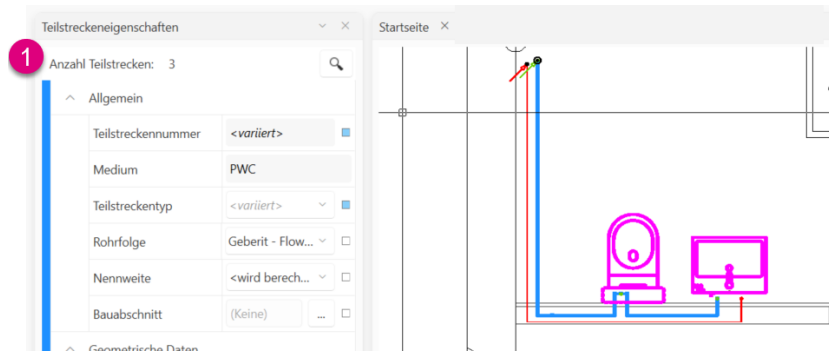 Teilstreckeneigenschaften
Startseite
1
Anzahl Teilstrecken: 3
Allgemein
Teilstreckennummer <variiert>
Medium PWC
Teilstreckentyp <variiert>
Rohrfolge Geberit - Flow...
Nennweite <wird berech...
Bauabschnitt (Keine) ...
Geometrische Daten